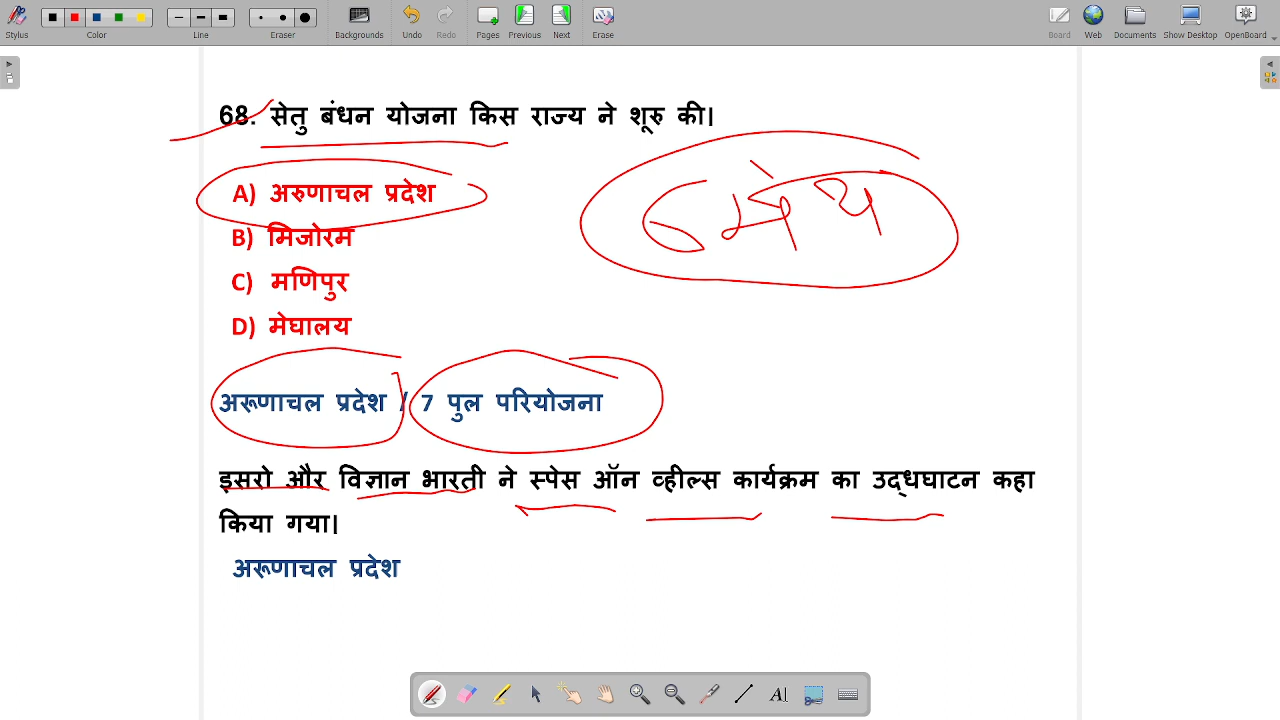 Stylus Color Line Eraser Backgrounds Undo Redo Pages Previous Next Erase Board Web Documents Show Desktop OpenBoard
68. सेतु बंधन योजना किस राज्य ने शूरु की।
A) अरुणाचल प्रदेश
B) मिजोरम
C) मणिपुर
D) मेघालय
अरूणाचल प्रदेश / 7 पुल परियोजना
इसरो और विज्ञान भारती ने स्पेस ऑन व्हील्स कार्यक्रम का उद्धघाटन कहा
किया गया।
अरूणाचल प्रदेश